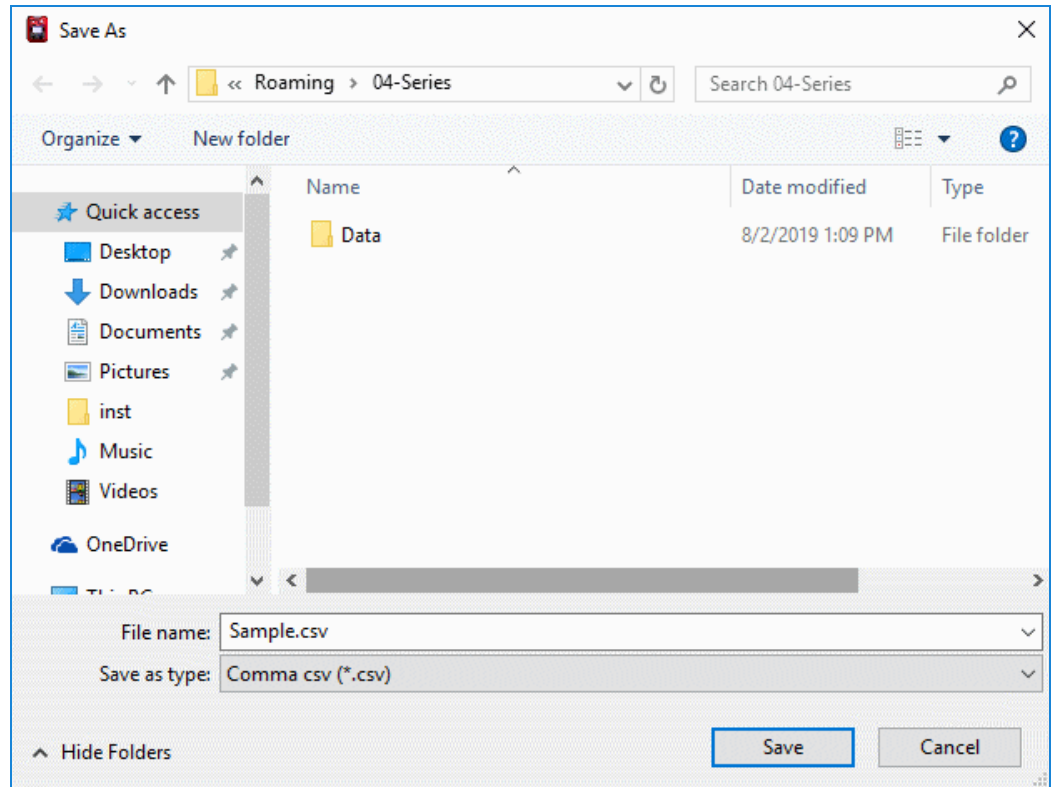 Save As
« Roaming > 04-Series
Search 04-Series
Organize
New folder
Name
Date modified
Type
Quick access
Data
8/2/2019 1:09 PM
File folder
Desktop
Downloads
Documents
Pictures
inst
Music
Videos
OneDrive
File name: Sample.csv
Save as type: Comma csv (*.csv)
Hide Folders
Save
Cancel